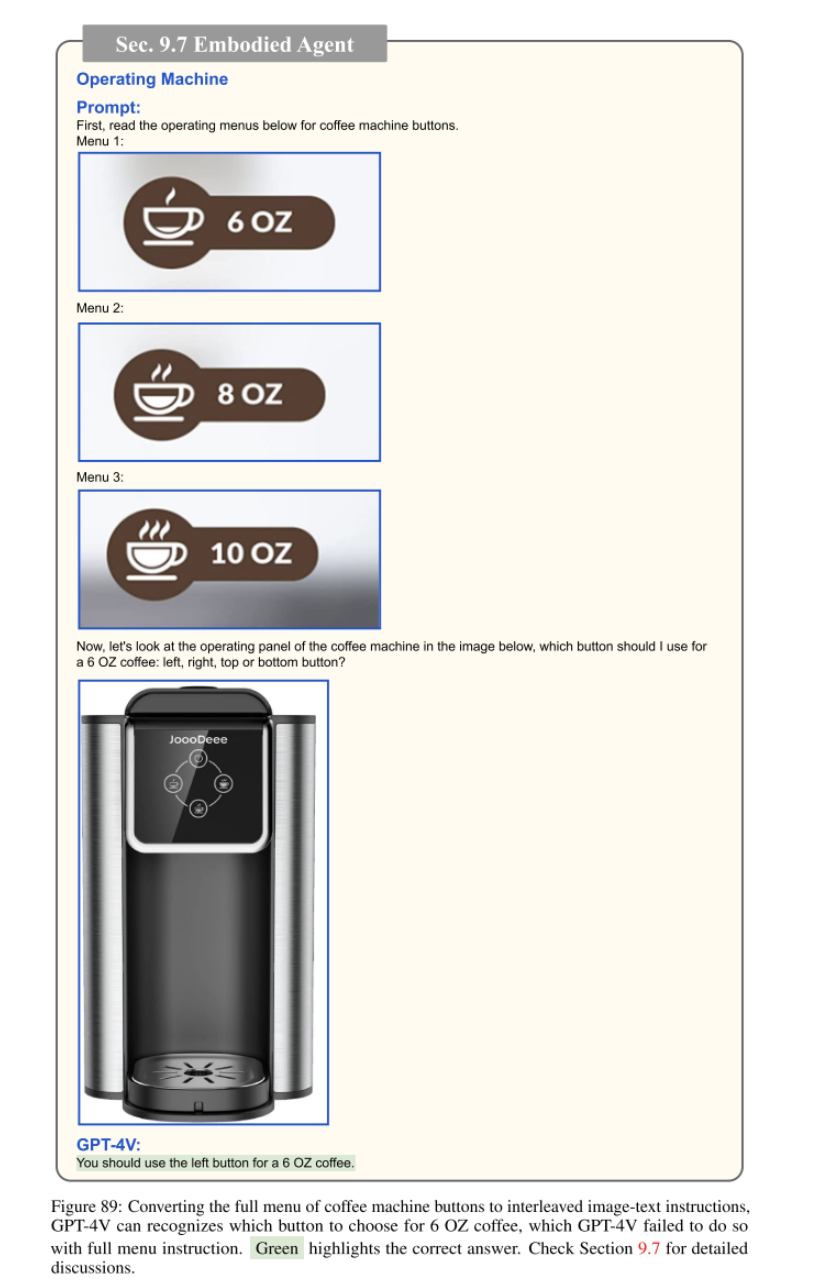 Sec. 9.7 Embodied Agent
Operating Machine
Prompt:
First, read the operating menus below for coffee machine buttons.
Menu 1:
6 OZ
Menu 2:
8 OZ
Menu 3:
10 OZ
Now, let's look at the operating panel of the coffee machine in the image below, which button should I use for
a 6 OZ coffee: left, right, top or bottom button?
JoooDeee
GPT-4V:
You should use the left button for a 6 OZ coffee.
Figure 89: Converting the full menu of coffee machine buttons to interleaved image-text instructions,
GPT-4V can recognizes which button to choose for 6 OZ coffee, which GPT-4V failed to do so
with full menu instruction. Green highlights the correct answer. Check Section 9.7 for detailed
discussions.